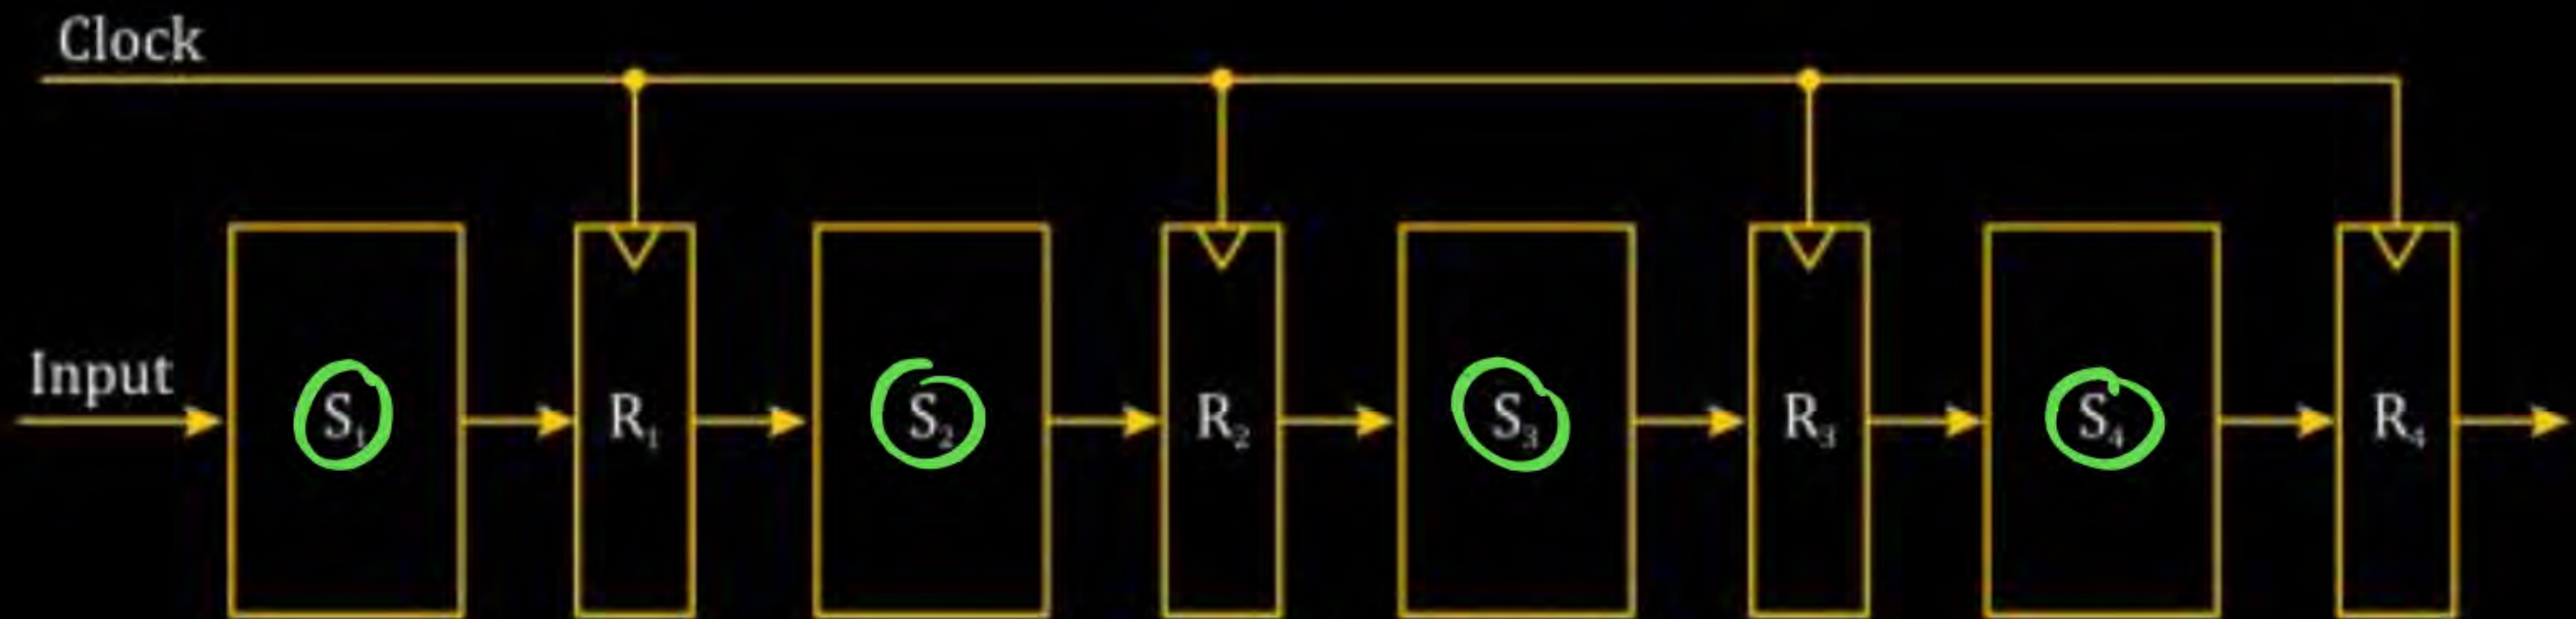 Clock
Input
S₁
R₁
S₂
R₂
S₃
R₃
S₄
R₄